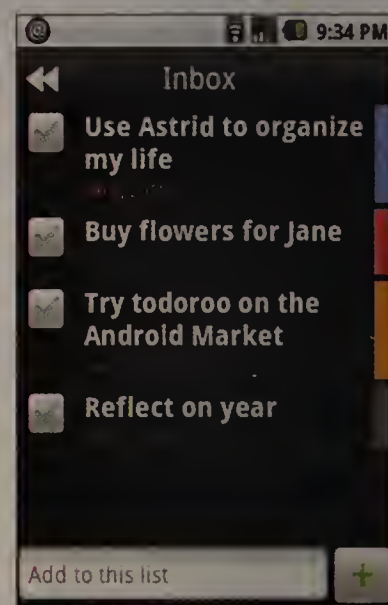 9:34 PM
Inbox
Use Astrid to organize
my life
Buy flowers for Jane
Try todoroo on the
Android Market
Reflect on year
Add to this list